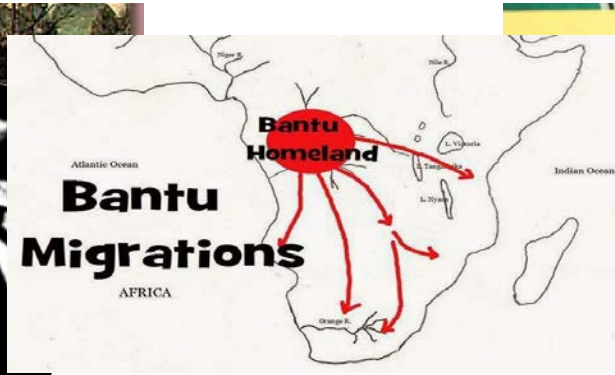 Niger R.
Nile R.
Bantu
Homeland
L. Victoria
L. Tanganyika
L. Nyasa
Atlantic Ocean
Indian Ocean
Bantu
Migrations
AFRICA
Orange R.